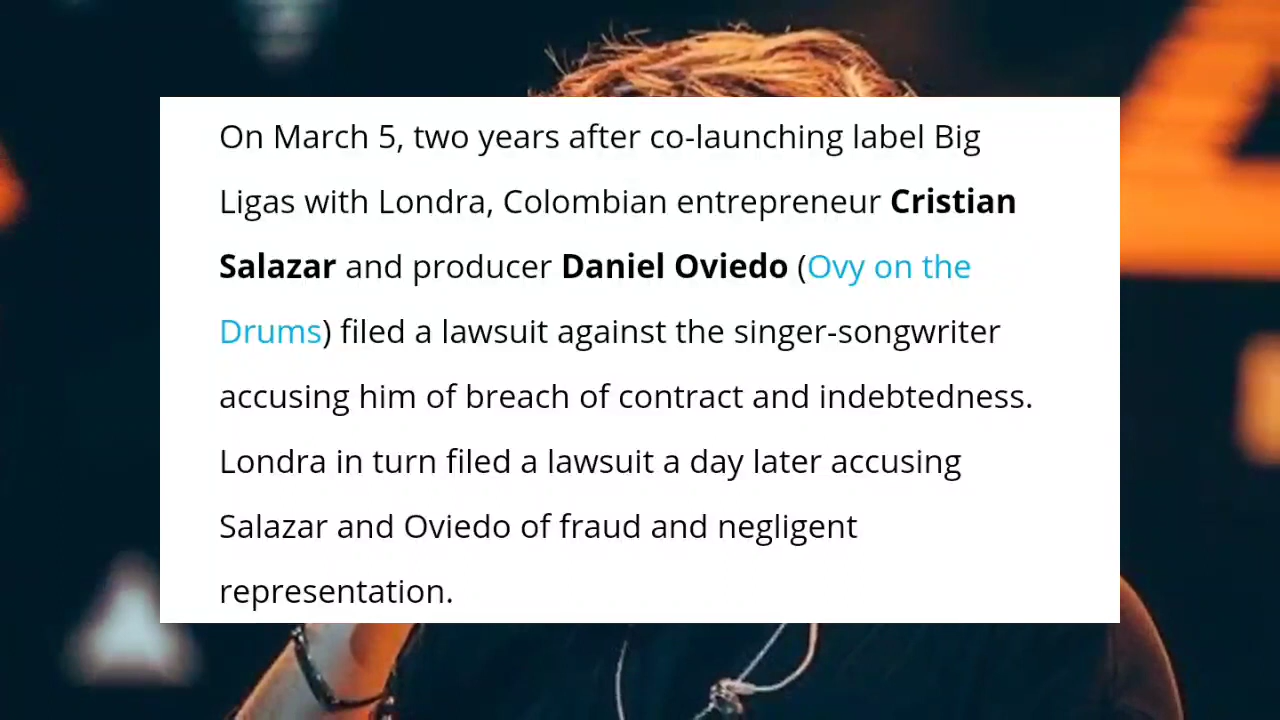 On March 5, two years after co-launching label Big
Ligas with Londra, Colombian entrepreneur Cristian
Salazar and producer Daniel Oviedo (Ovy on the
Drums) filed a lawsuit against the singer-songwriter
accusing him of breach of contract and indebtedness.
Londra in turn filed a lawsuit a day later accusing
Salazar and Oviedo of fraud and negligent
representation.